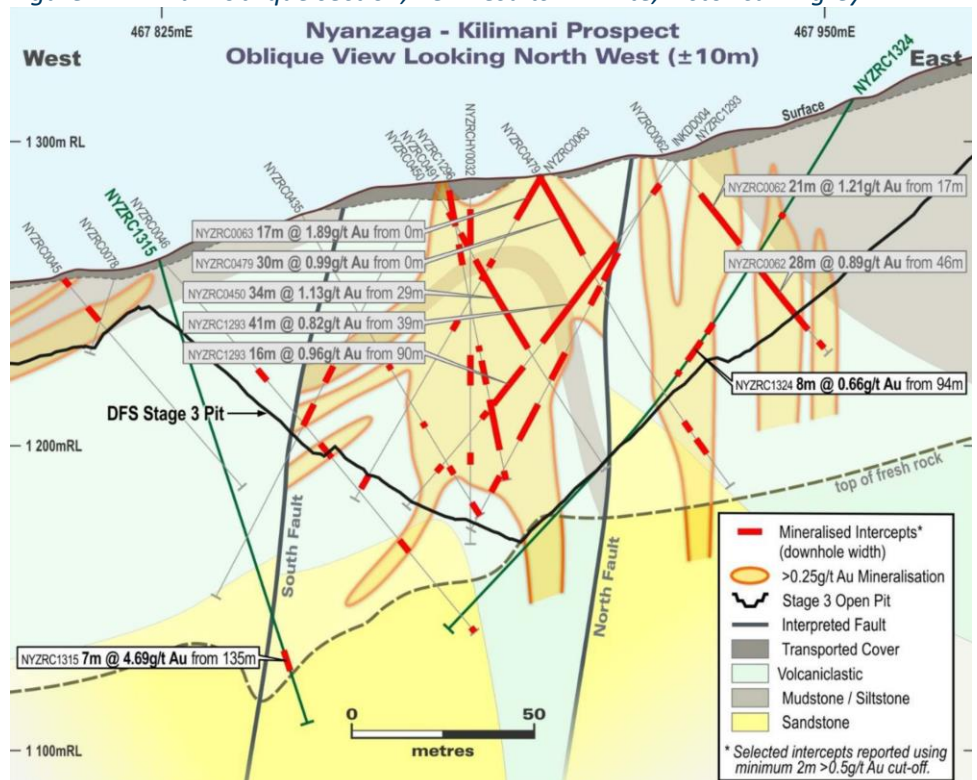 467 825mE
467 950mE
Nyanzaga - Kilimani Prospect
Oblique View Looking North West (±10m)
West
East
NYZRC1324
Surface
1 300m RL
NYZRC0045
NYZRC0078
NYZRC1315
NYZRC0046
NYZRC0435
NYZRC0450
NYZRC0491
NYZRC1296
NYZRCHY0032
NYZRC0479
NYZRC0063
NYZRC0062
INKDD004
NYZRC1293
NYZRC0062 21m @ 1.21g/t Au from 17m
NYZRC0063 17m @ 1.89g/t Au from 0m
NYZRC0479 30m @ 0.99g/t Au from 0m
NYZRC0062 28m @ 0.89g/t Au from 46m
NYZRC0450 34m @ 1.13g/t Au from 29m
NYZRC1293 41m @ 0.82g/t Au from 39m
NYZRC1293 16m @ 0.96g/t Au from 90m
NYZRC1324 8m @ 0.66g/t Au from 94m
DFS Stage 3 Pit
1 200mRL
top of fresh rock
South Fault
North Fault
NYZRC1315 7m @ 4.69g/t Au from 135m
0
50
metres
1 100mRL
Mineralised Intercepts*
(downhole width)
>0.25g/t Au Mineralisation
Stage 3 Open Pit
Interpreted Fault
Transported Cover
Volcaniclastic
Mudstone / Siltstone
Sandstone
* Selected intercepts reported using
minimum 2m >0.5g/t Au cut-off.